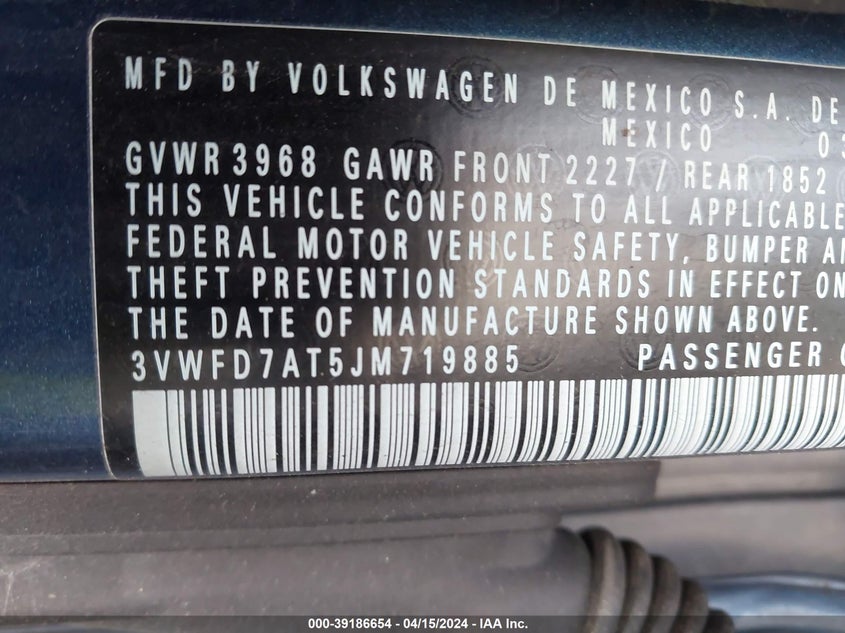 MFD BY VOLKSWAGEN DE MEXICO S.A. DE
MEXICO 03
GVWR 3968 GAWR FRONT 2227 / REAR 1852
THIS VEHICLE CONFORMS TO ALL APPLICABLE
FEDERAL MOTOR VEHICLE SAFETY, BUMPER AN
THEFT PREVENTION STANDARDS IN EFFECT ON
THE DATE OF MANUFACTURE SHOWN ABOVE.
3VWFD7AT5JM719885 PASSENGER
000-39186654 - 04/15/2024 - IAA Inc.